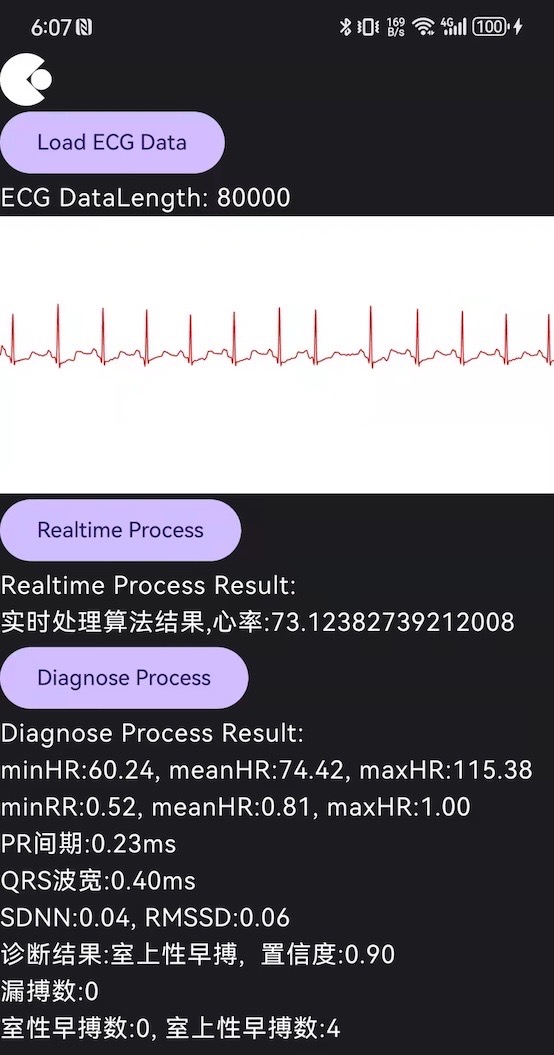 6:07 169 B/s 4G 100
Load ECG Data
ECG DataLength: 80000
Realtime Process
Realtime Process Result:
实时处理算法结果,心率:73.12382739212008
Diagnose Process
Diagnose Process Result:
minHR:60.24, meanHR:74.42, maxHR:115.38
minRR:0.52, meanHR:0.81, maxHR:1.00
PR间期:0.23ms
QRS波宽:0.40ms
SDNN:0.04, RMSSD:0.06
诊断结果:室上性早搏，置信度:0.90
漏搏数:0
室性早搏数:0, 室上性早搏数:4